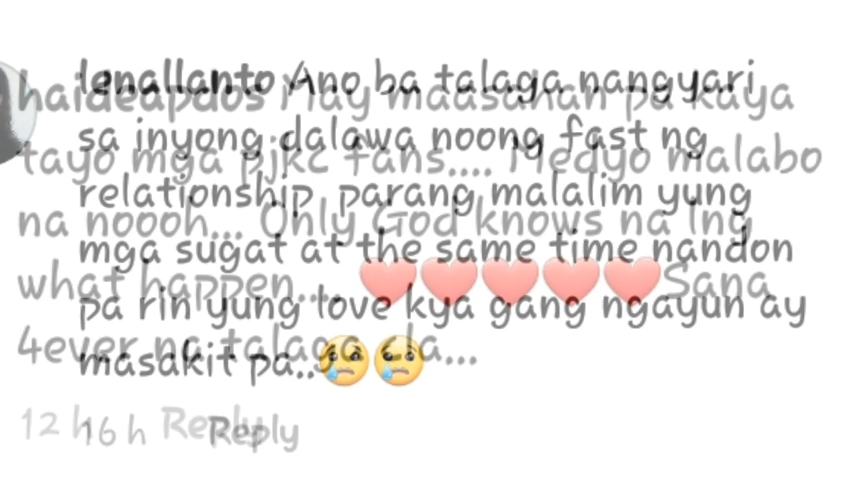 lenallanto Ano ba talaga nangyari
sa inyong dalawa noong fast ng
relationship parang malalim yung
mga sugat at the same time nandon
pa rin yung love kya gang ngayun ay
masakit pa..😢😢
16 h Reply
haideapdos May maasahan pa kaya
tayo mga pjkc fans.... Medyo malabo
na noooh... Only God knows na lng
what happen.... ❤❤❤❤❤Sana
4ever na talaga
12 h Reply